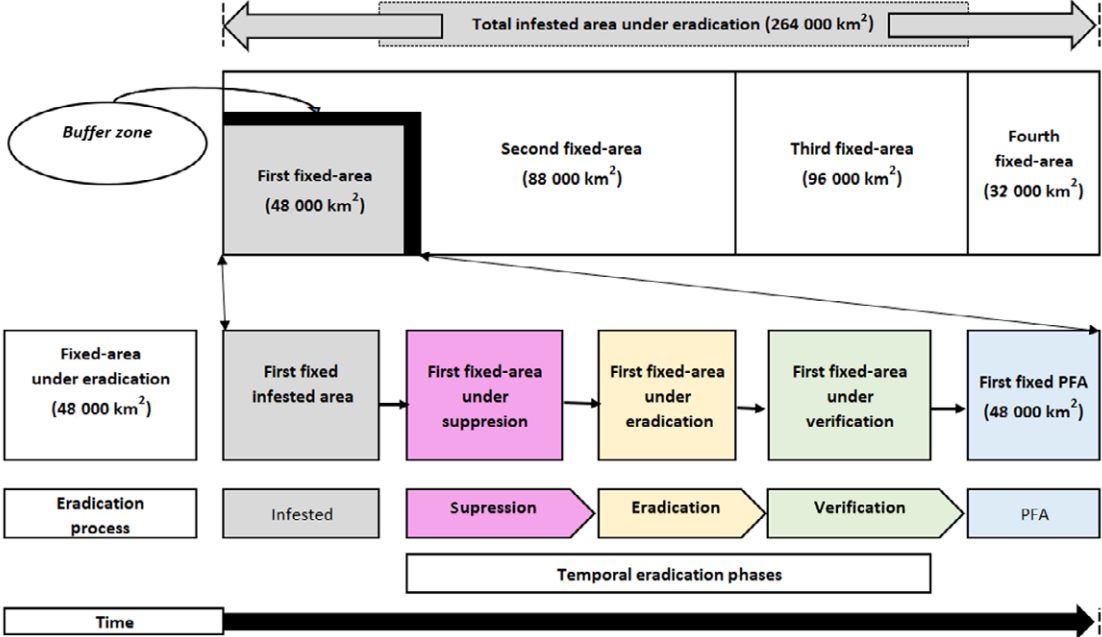 Total infested area under eradication (264 000 km²)
Buffer zone
First fixed-area
(48 000 km²)
Second fixed-area
(88 000 km²)
Third fixed-area
(96 000 km²)
Fourth
fixed-area
(32 000 km²)
Fixed-area
under eradication
(48 000 km²)
First fixed
infested area
First fixed-area
under
suppresion
First fixed-area
under
eradication
First fixed-area
under
verification
First fixed PFA
(48 000 km²)
Eradication
process
Infested
Supression
Eradication
Verification
PFA
Temporal eradication phases
Time